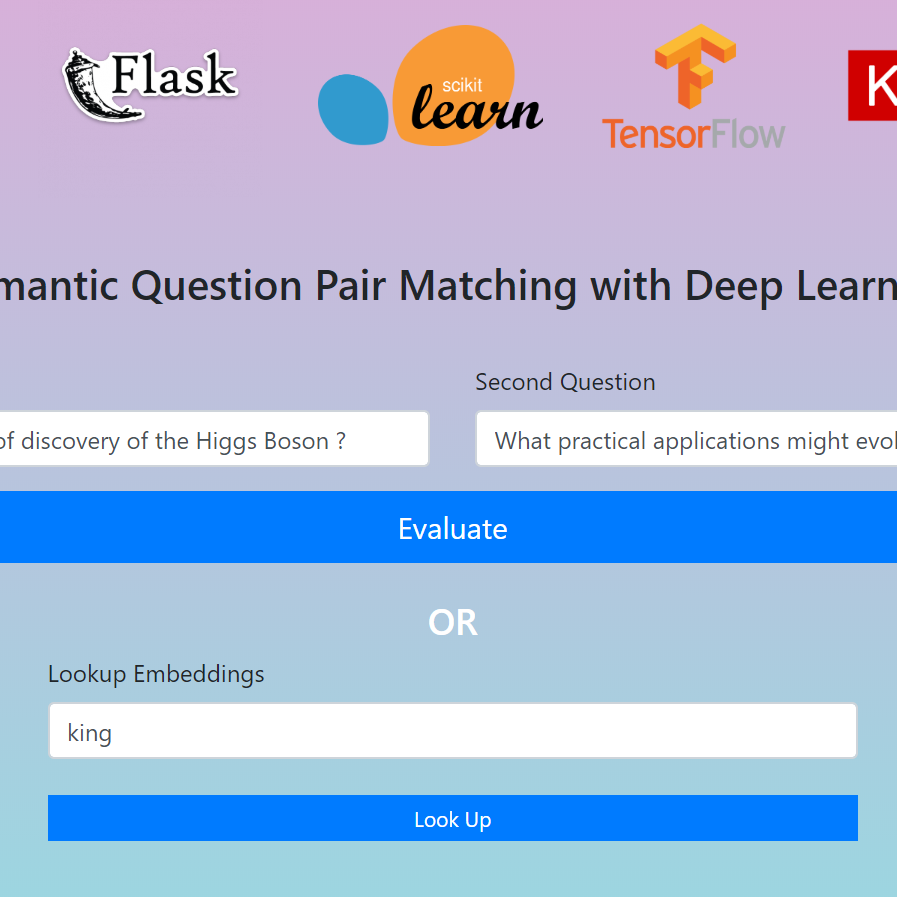 Flask
scikit
learn
TensorFlow
K
mantic Question Pair Matching with Deep Learn
Second Question
of discovery of the Higgs Boson ?
What practical applications might evol
Evaluate
OR
Lookup Embeddings
king
Look Up